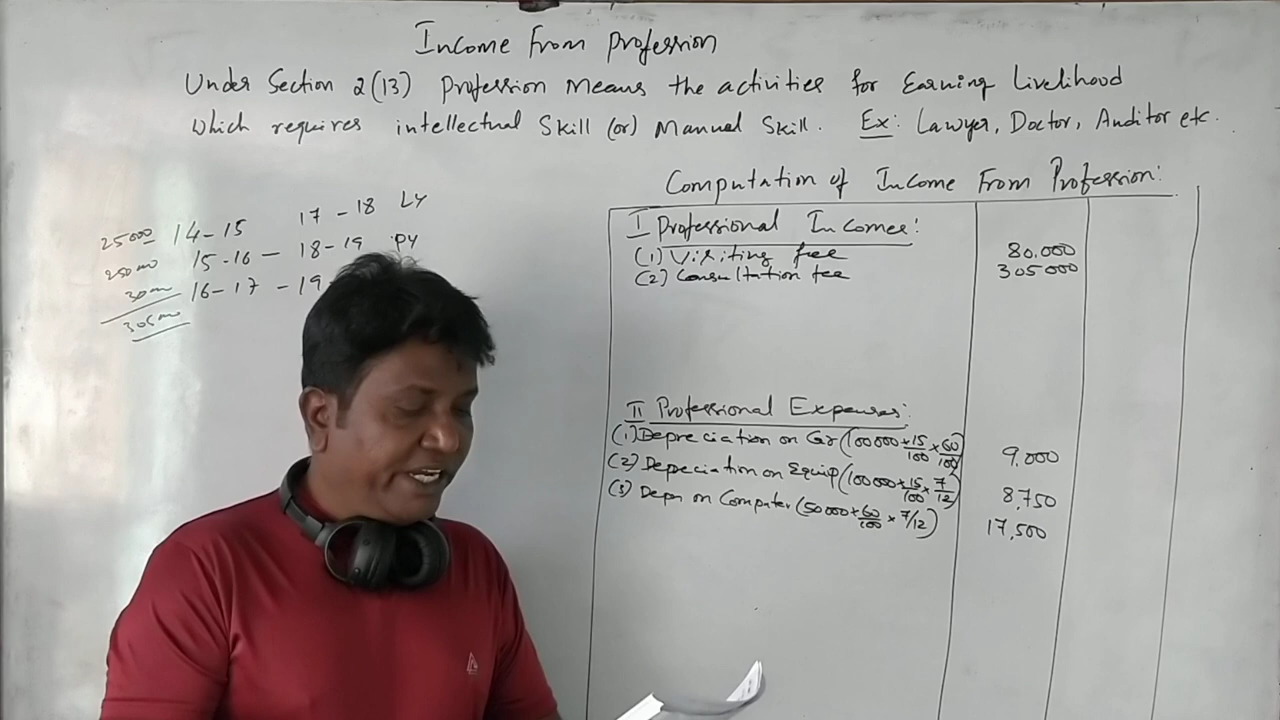 Income From Profession
Under Section 2(13) Profession Means the activities for Earning Livelihood
Which requires intellectual Skill (or) Manual Skill. Ex: Lawyer, Doctor, Auditor etc.
25000 14-15 17-18 LY
15-16 - 18-19 PY
16-17 - 19
Computation of Income From Profession:
I Professional Incomes:
(1) Visiting fee 80,000
(2) Consultation fee 305000
II Professional Expenses:
(1) Depreciation on Car (100000 × 15/100 × 60/100) 9,000
(2) Depreciation on Equip (100000 × 15/100 × 7/12) 8,750
(3) Depn on Computer (50000 × 60/100 × 7/12) 17,500